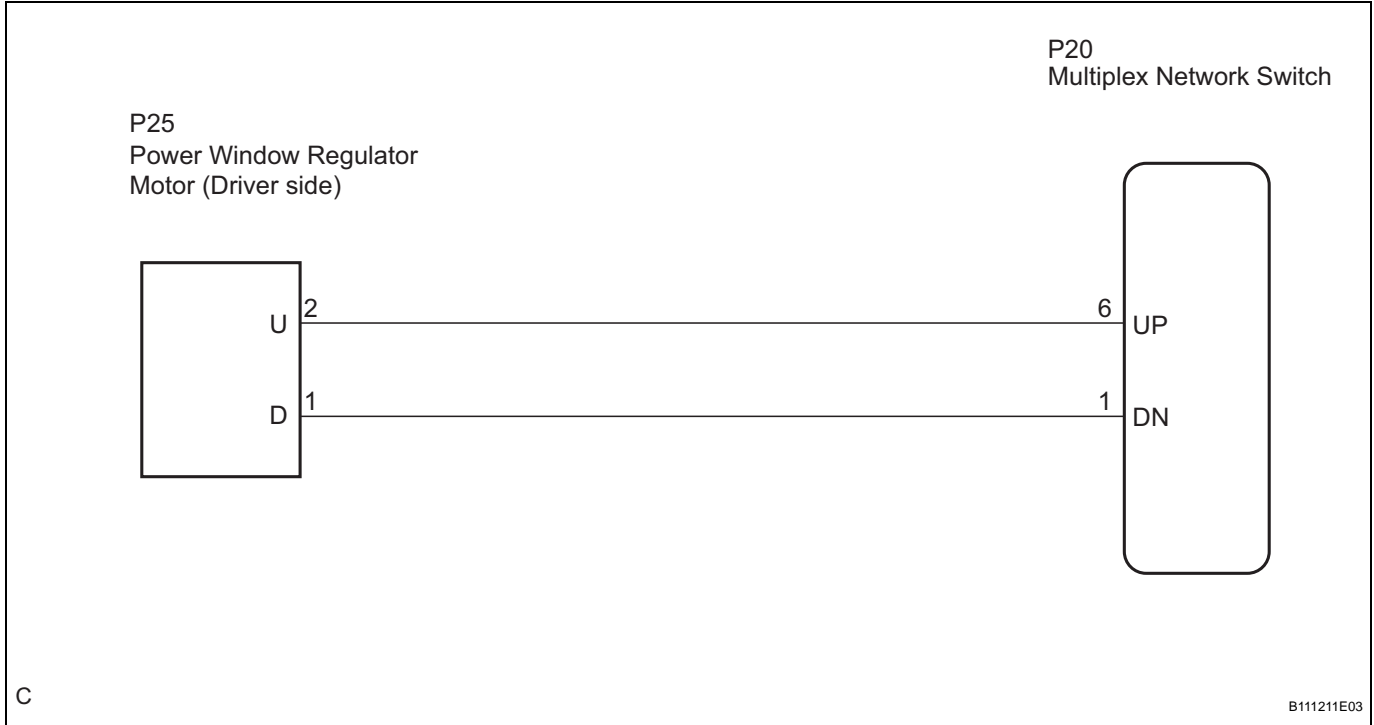 P20
Multiplex Network Switch
P25
Power Window Regulator
Motor (Driver side)
U 2 6 UP
D 1 1 DN
C
B111211E03